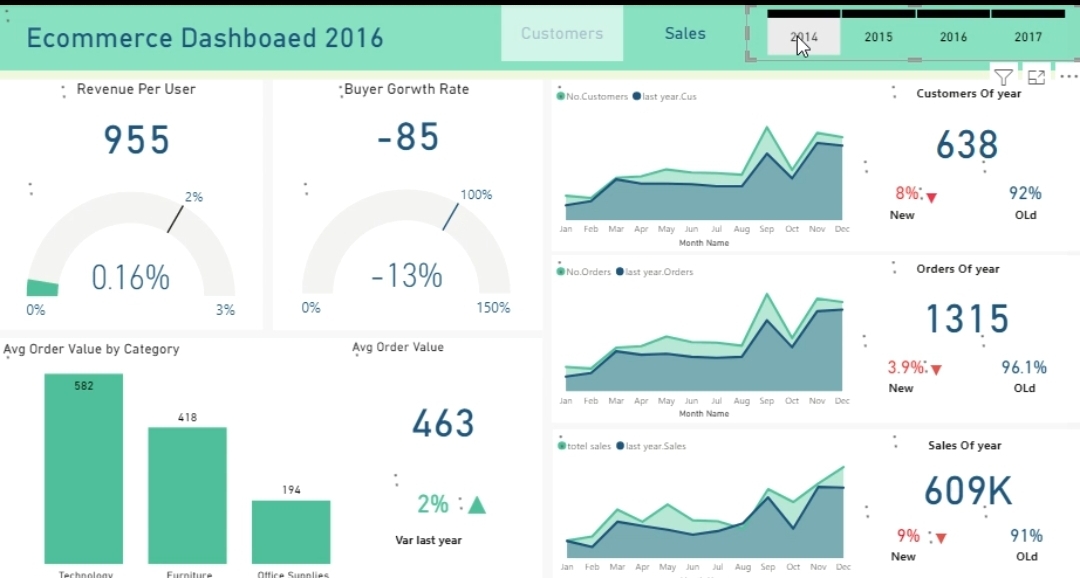 Ecommerce Dashboaed 2016
Customers
Sales
2014
2015
2016
2017
Revenue Per User
955
2%
0.16%
0%
3%
Buyer Gorwth Rate
-85
100%
-13%
0%
150%
No.Customers last year.Cus
Jan Feb Mar Apr May Jun Jul Aug Sep Oct Nov Dec
Month Name
Customers Of year
638
8% 92%
New OLd
No.Orders last year.Orders
Jan Feb Mar Apr May Jun Jul Aug Sep Oct Nov Dec
Month Name
Orders Of year
1315
3.9% 96.1%
New OLd
Avg Order Value by Category
582
418
194
Technology Furniture Office Supplies
Avg Order Value
463
2%
Var last year
totel sales last year.Sales
Jan Feb Mar Apr May Jun Jul Aug Sep Oct Nov Dec
Sales Of year
609K
9% 91%
New OLd